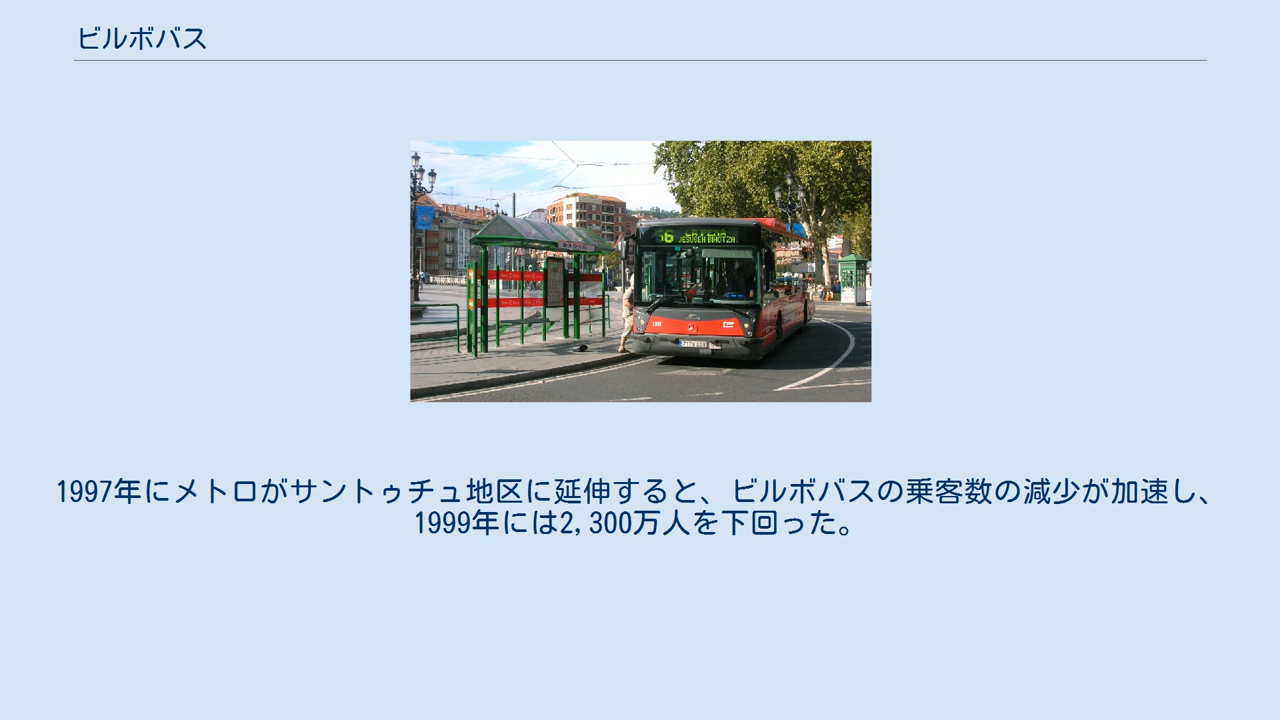 ビルボバス
56
JESUSEN BIHOTZA
1997年にメトロがサントゥチュ地区に延伸すると、ビルボバスの乗客数の減少が加速し、
1999年には2,300万人を下回った。